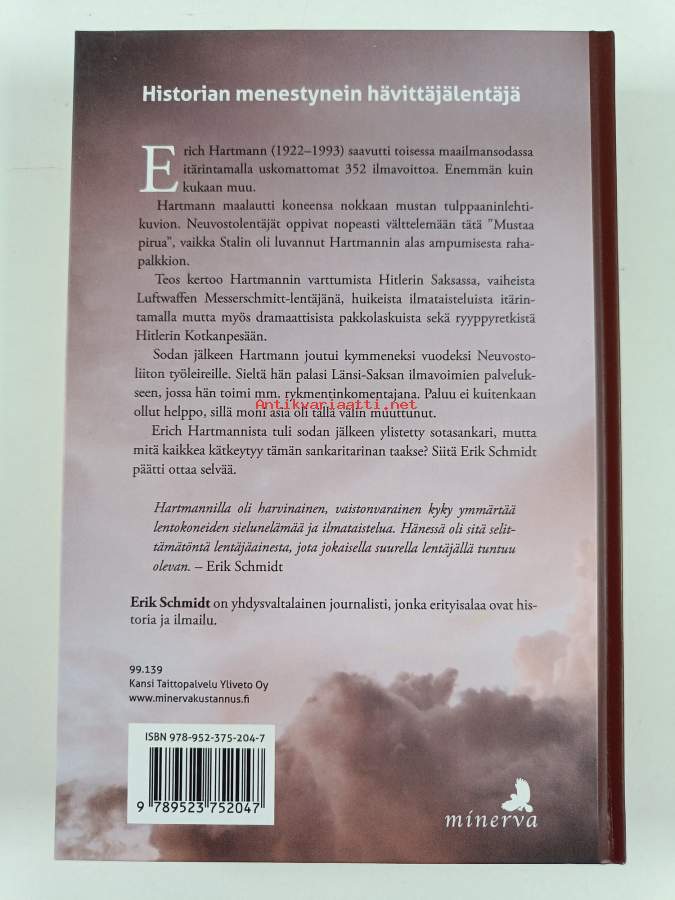 Historian menestynein hävittäjälentäjä
Erich Hartmann (1922–1993) saavutti toisessa maailmansodassa
itärintamalla uskomattomat 352 ilmavoittoa. Enemmän kuin
kukaan muu.
Hartmann maalautti koneensa nokkaan mustan tulppaaninlehti-
kuvion. Neuvostolentäjät oppivat nopeasti välttelemään tätä ”Mustaa
pirua”, vaikka Stalin oli luvannut Hartmannin alas ampumisesta raha-
palkkion.
Teos kertoo Hartmannin varttumista Hitlerin Saksassa, vaiheista
Luftwaffen Messerschmitt-lentäjänä, huikeista ilmataisteluista itärin-
tamalla mutta myös dramaattisista pakkolaskuista sekä ryyppyretkistä
Hitlerin Kotkanpesään.
Sodan jälkeen Hartmann joutui kymmeneksi vuodeksi Neuvosto-
liiton työleireille. Sieltä hän palasi Länsi-Saksan ilmavoimien palveluk-
seen, jossa hän toimi mm. rykmentinkomentajana. Paluu ei kuitenkaan
Antikvariaatti.net
ollut helppo, sillä moni asia oli tällä välin muuttunut.
Erich Hartmannista tuli sodan jälkeen ylistetty sotasankari, mutta
mitä kaikkea kätkeytyy tämän sankaritarinan taakse? Siitä Erik Schmidt
päätti ottaa selvää.
Hartmannilla oli harvinainen, vaistonvarainen kyky ymmärtää
lentokoneiden sielunelämää ja ilmataistelua. Hänessä oli sitä selit-
tämätöntä lentäjäainesta, jota jokaisella suurella lentäjällä tuntuu
olevan. – Erik Schmidt
Erik Schmidt on yhdysvaltalainen journalisti, jonka erityisalaa ovat his-
toria ja ilmailu.
99.139
Kansi Taittopalvelu Yliveto Oy
www.minervakustannus.fi
ISBN 978-952-375-204-7
9 789523 752047
minerva